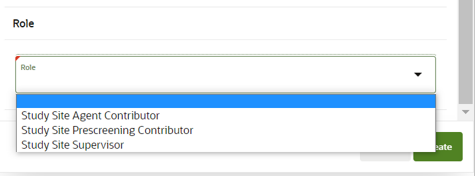 Role
Role
Study Site Agent Contributor
Study Site Prescreening Contributor
Study Site Supervisor
eate